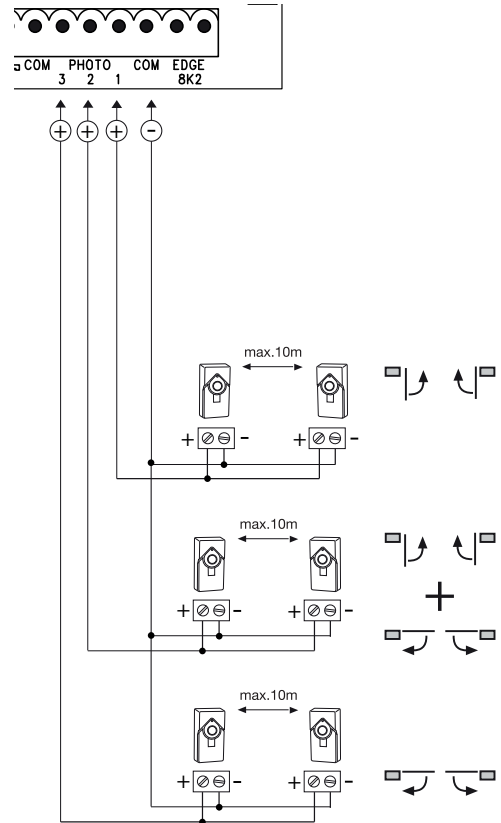 COM PHOTO COM EDGE
3 2 1 8K2
+ + + -
max.10m
+ - + -
max.10m
+ - + -
+
max.10m
+ - + -